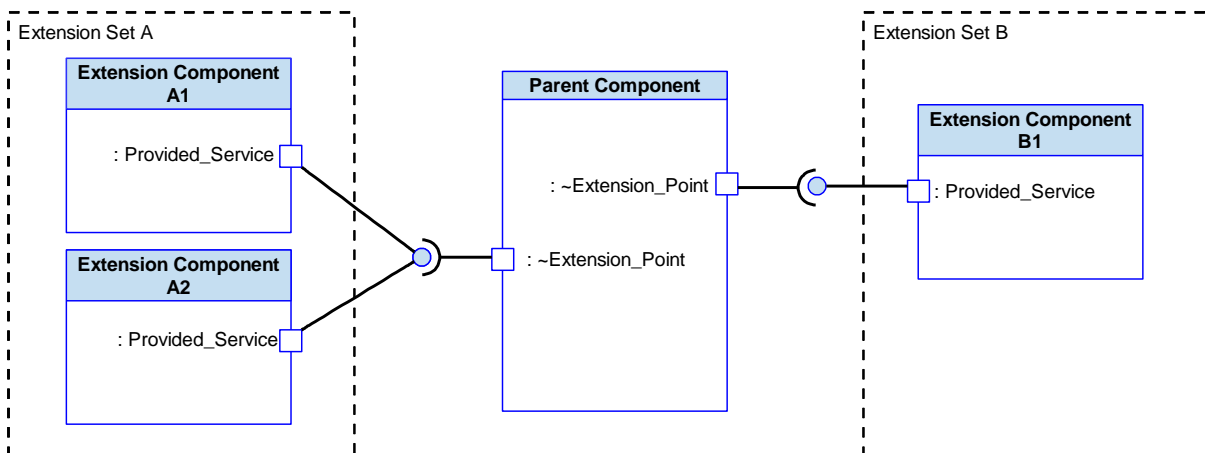 Extension Set A
Extension Component
A1
: Provided_Service
Extension Component
A2
: Provided_Service
Parent Component
: ~Extension_Point
: ~Extension_Point
Extension Set B
Extension Component
B1
: Provided_Service